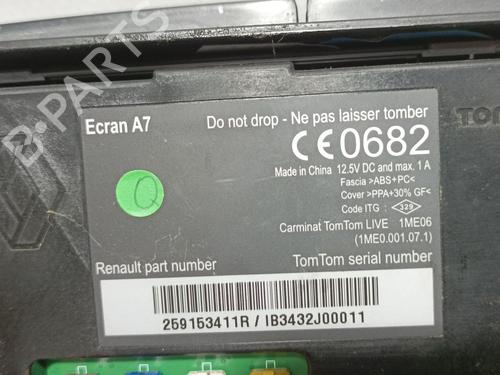 Ecran A7
Do not drop - Ne pas laisser tomber
CE0682
Made in China 12.5V DC and max. 1 A
Fascia >ABS+PC<
Cover >PPA+30% GF<
Code ITG : 329
Carminat TomTom LIVE 1ME06
(1ME0.001.07.1)
Renault part number
TomTom serial number
259153411R / IB3432J00011
Q
B-PARTS